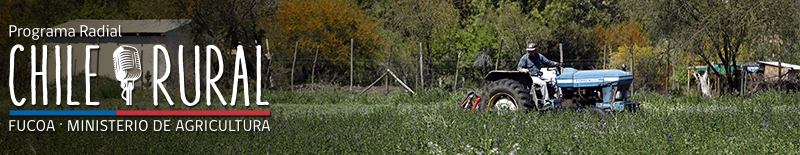 Programa Radial
CHILE RURAL
FUCOA · MINISTERIO DE AGRICULTURA